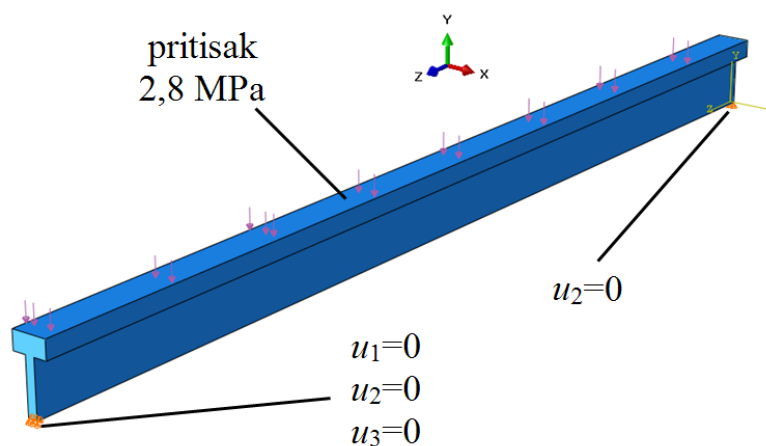 pritisak
2,8 MPa
Y
Z
X
Y
Z
u₂=0
u₁=0
u₂=0
u₃=0